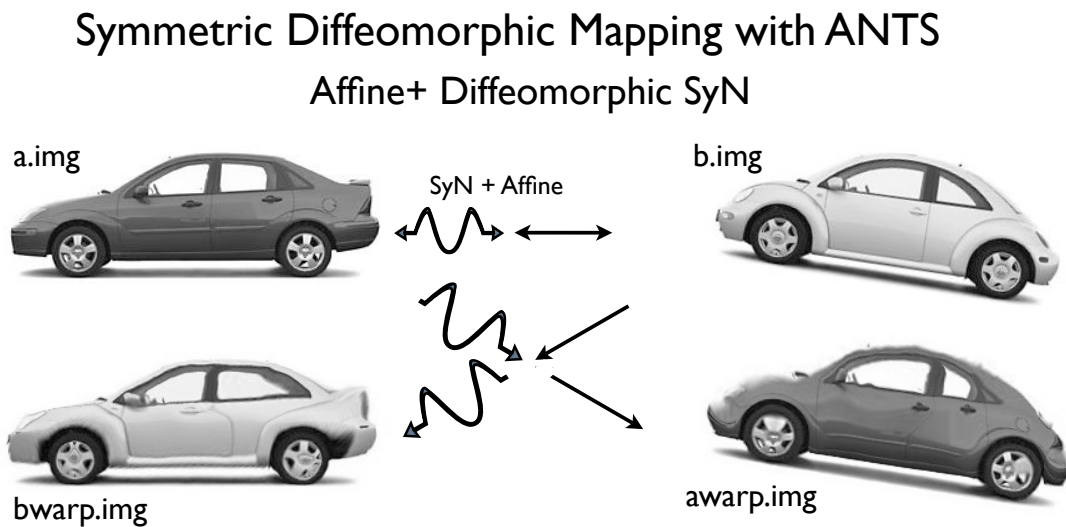 Symmetric Diffeomorphic Mapping with ANTS
Affine+ Diffeomorphic SyN
a.img
b.img
SyN + Affine
bwarp.img
awarp.img